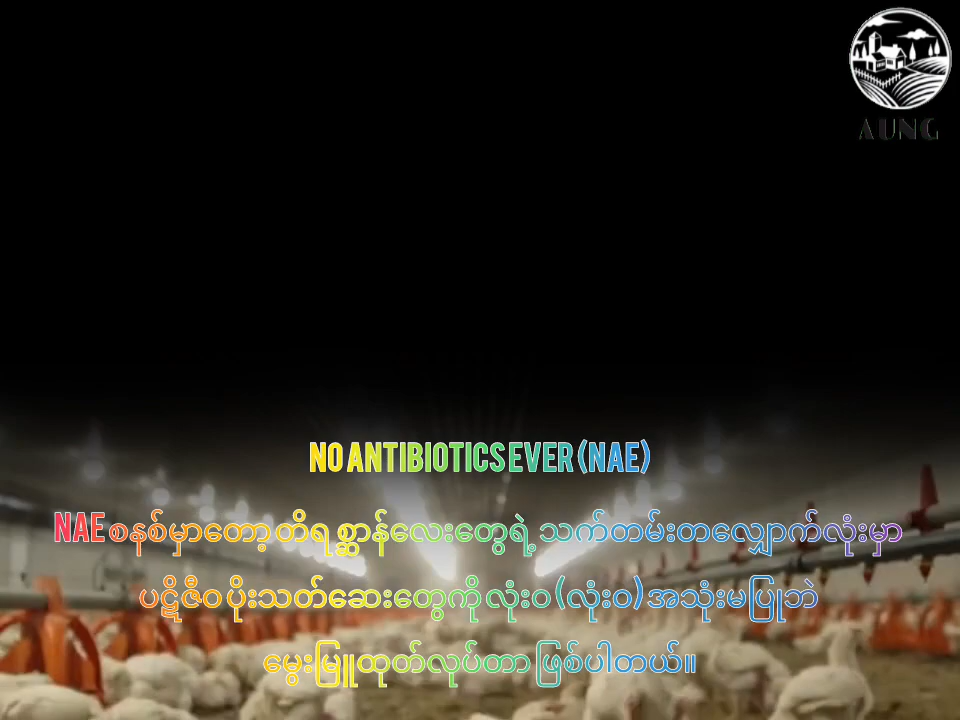 AUNG
NO ANTIBIOTICS EVER (NAE)
NAE စနစ်မှာတော့ တိရစ္ဆာန်လေးတွေရဲ့ သက်တမ်းတလျှောက်လုံးမှာ
ပဋိဇီဝ ပိုးသတ်ဆေးတွေကို လုံးဝ (လုံးဝ) အသုံးမပြုဘဲ
မွေးမြူထုတ်လုပ်တာ ဖြစ်ပါတယ်။